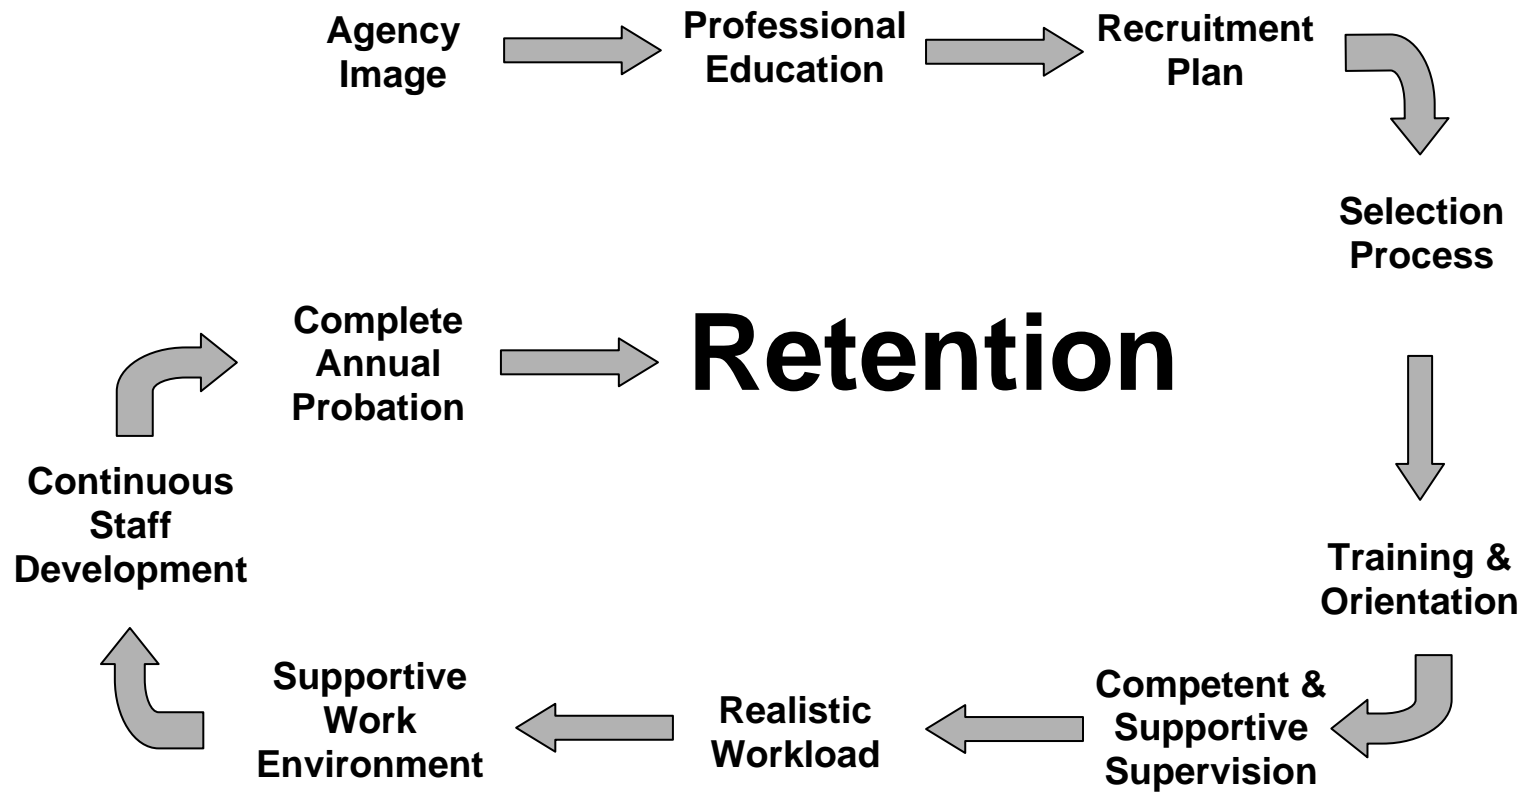 Agency
Image
Professional
Education
Recruitment
Plan
Selection
Process
Training &
Orientation
Competent &
Supportive
Supervision
Realistic
Workload
Supportive
Work
Environment
Continuous
Staff
Development
Complete
Annual
Probation
Retention